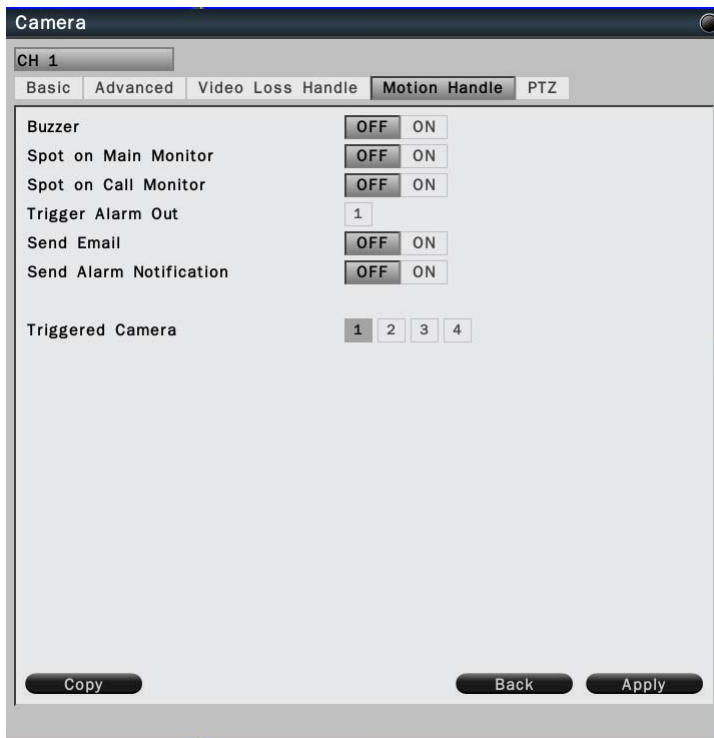 Camera
CH 1
Basic Advanced Video Loss Handle Motion Handle PTZ
Buzzer OFF ON
Spot on Main Monitor OFF ON
Spot on Call Monitor OFF ON
Trigger Alarm Out 1
Send Email OFF ON
Send Alarm Notification OFF ON
Triggered Camera 1 2 3 4
Copy Back Apply